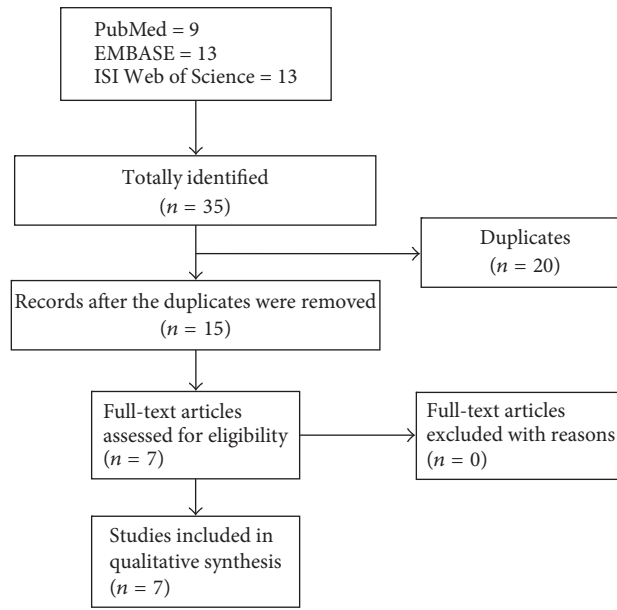 PubMed = 9
EMBASE = 13
ISI Web of Science = 13
Totally identified
(n = 35)
Duplicates
(n = 20)
Records after the duplicates were removed
(n = 15)
Full-text articles
assessed for eligibility
(n = 7)
Full-text articles
excluded with reasons
(n = 0)
Studies included in
qualitative synthesis
(n = 7)